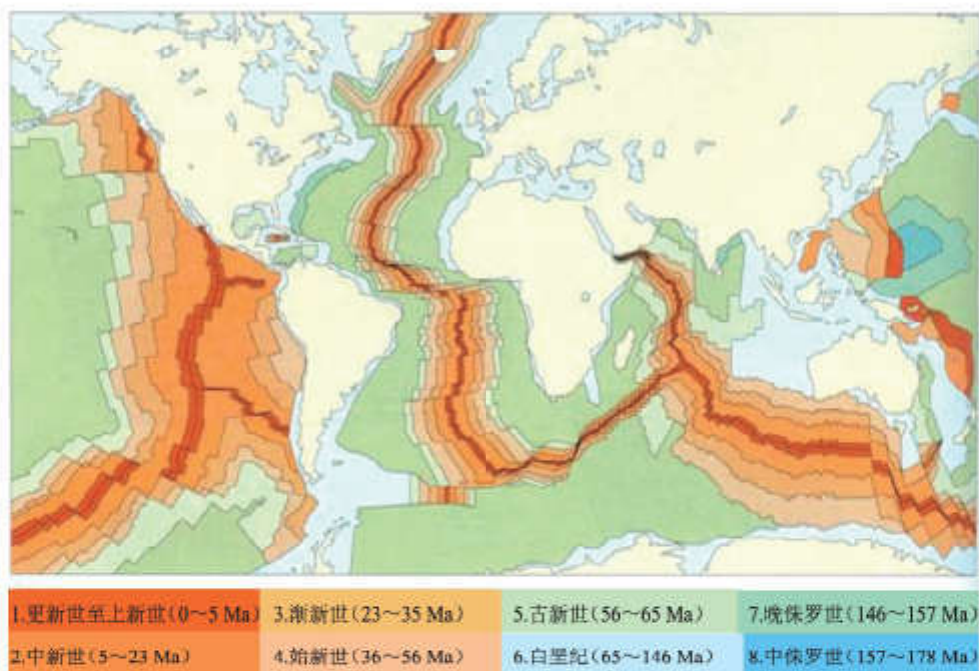 1.更新世至上新世(0～5 Ma) 3.渐新世(23～35 Ma) 5.古新世(56～65 Ma) 7.晚侏罗世(146～157 Ma)
2.中新世(5～23 Ma) 4.始新世(36～56 Ma) 6.白垩纪(65～146 Ma) 8.中侏罗世(157～178 Ma)